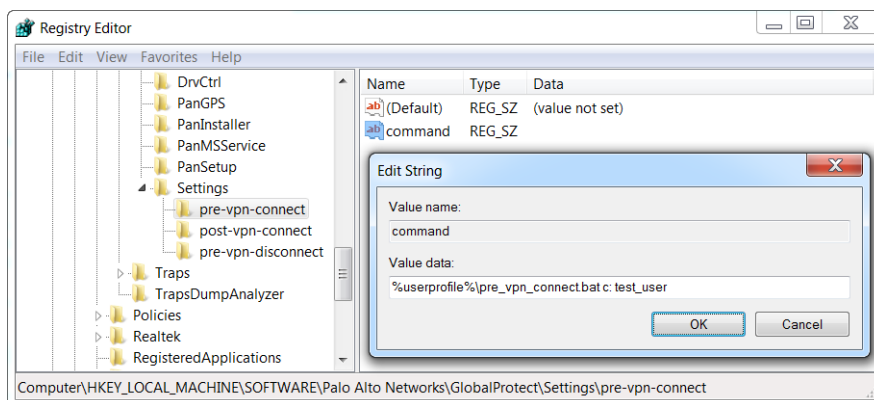 Registry Editor
File Edit View Favorites Help
DrvCtrl
PanGPS
PanInstaller
PanMSService
PanSetup
Settings
pre-vpn-connect
post-vpn-connect
pre-vpn-disconnect
Traps
TrapsDumpAnalyzer
Policies
Realtek
RegisteredApplications
Name Type Data
ab (Default) REG_SZ (value not set)
ab command REG_SZ
Edit String
Value name:
command
Value data:
%userprofile%\pre_vpn_connect.bat c: test_user
OK Cancel
Computer\HKEY_LOCAL_MACHINE\SOFTWARE\Palo Alto Networks\GlobalProtect\Settings\pre-vpn-connect